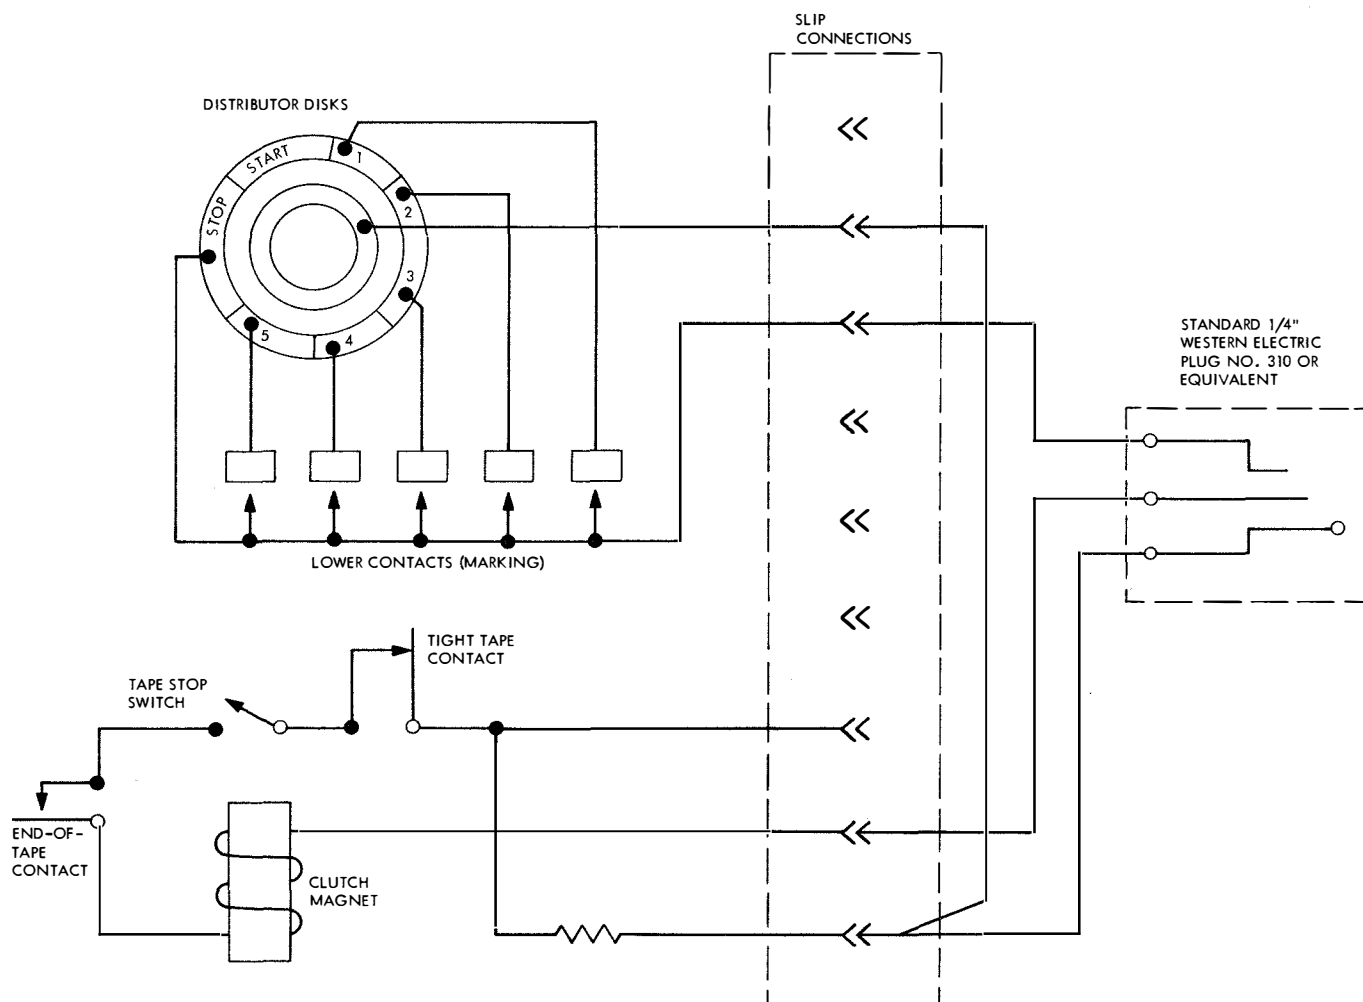 SLIP
CONNECTIONS
DISTRIBUTOR DISKS
START
STOP
1
2
3
4
5
STANDARD 1/4"
WESTERN ELECTRIC
PLUG NO. 310 OR
EQUIVALENT
LOWER CONTACTS (MARKING)
TIGHT TAPE
CONTACT
TAPE STOP
SWITCH
END-OF-
TAPE
CONTACT
CLUTCH
MAGNET